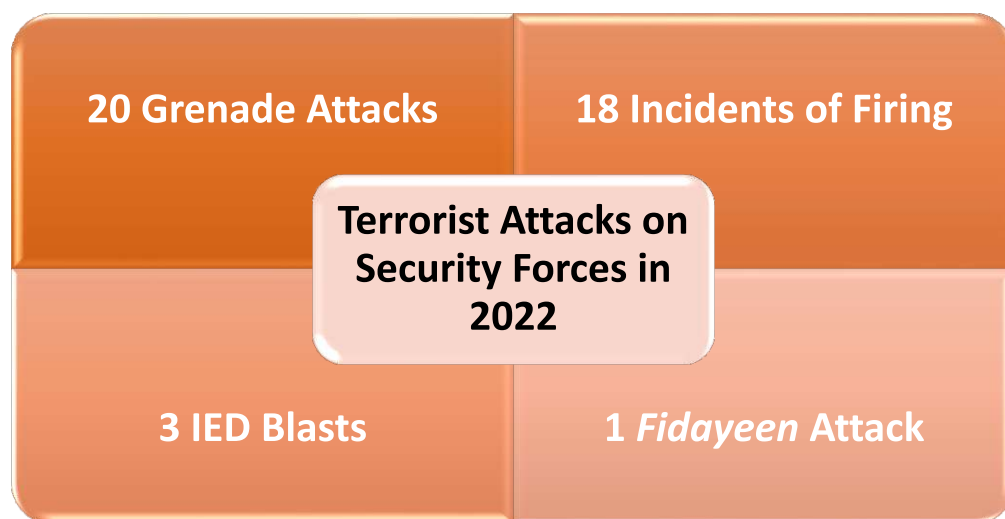 20 Grenade Attacks
18 Incidents of Firing
Terrorist Attacks on
Security Forces in
2022
3 IED Blasts
1 Fidayeen Attack